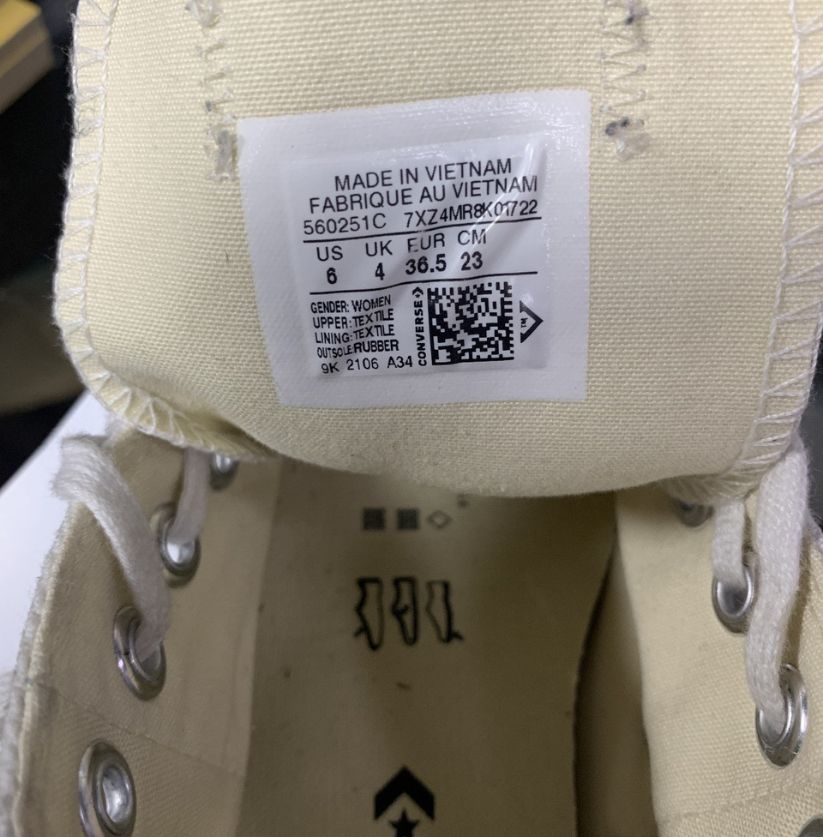 MADE IN VIETNAM
FABRIQUE AU VIETNAM
560251C 7XZ4MR8K01722
US UK EUR CM
6 4 36.5 23
GENDER: WOMEN
UPPER: TEXTILE
LINING: TEXTILE
OUTSOLE: RUBBER
9K 2106 A34
CONVERSE
TM